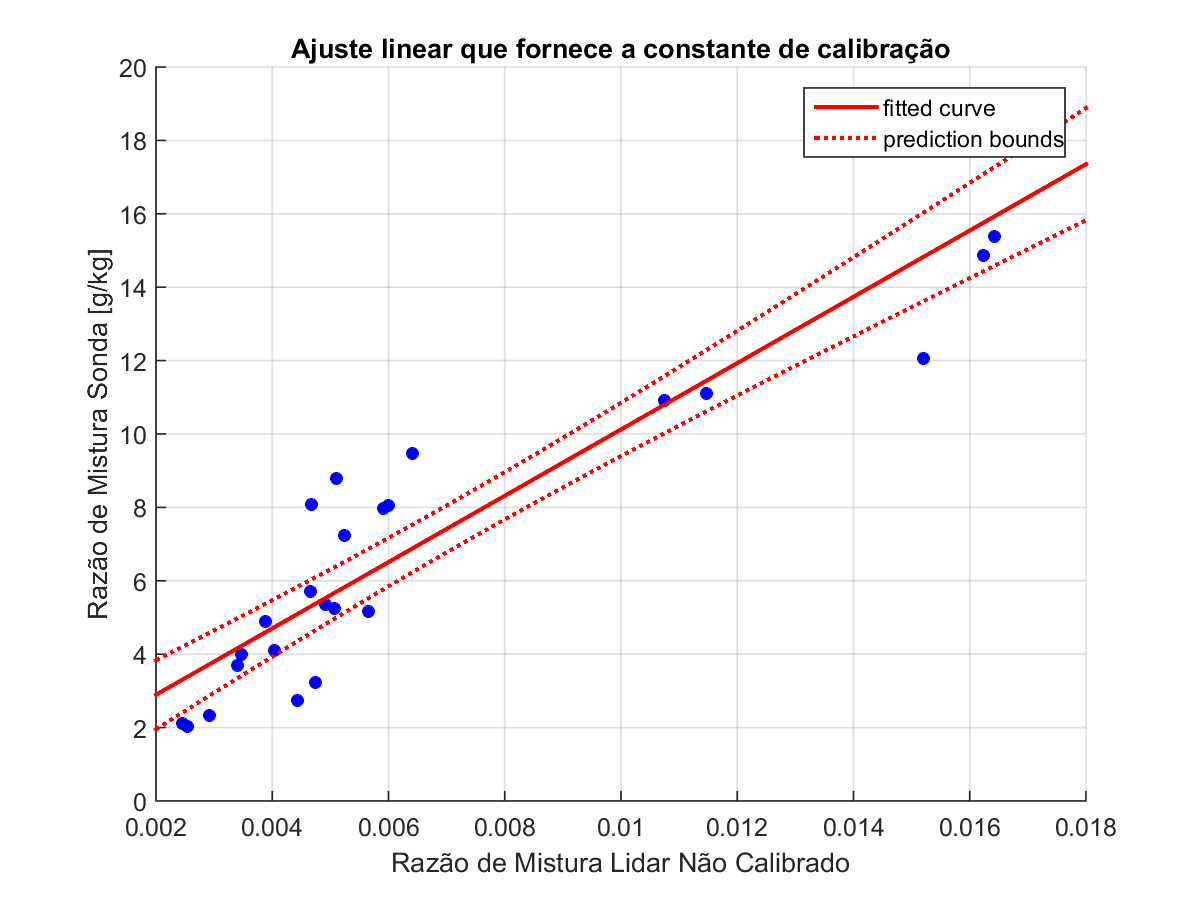 Ajuste linear que fornece a constante de calibração
fitted curve
prediction bounds
20
18
16
14
12
10
8
6
4
2
0
Razão de Mistura Sonda [g/kg]
0.002 0.004 0.006 0.008 0.01 0.012 0.014 0.016 0.018
Razão de Mistura Lidar Não Calibrado